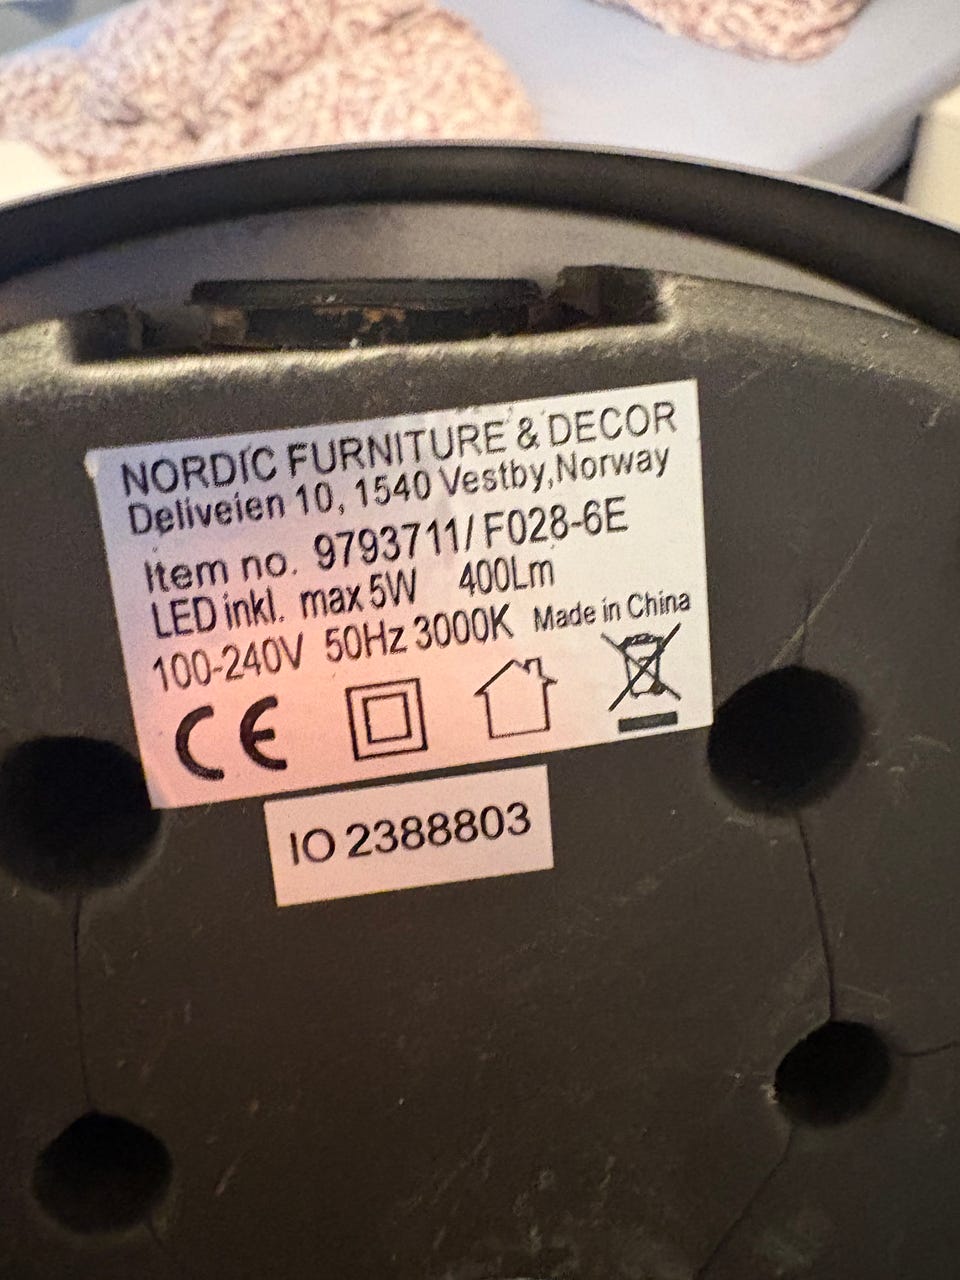 NORDIC FURNITURE & DECOR
Deliveien 10, 1540 Vestby,Norway
Item no. 9793711/ F028-6E
LED inkl. max 5W 400Lm
100-240V 50Hz 3000K Made in China
CE
IO 2388803